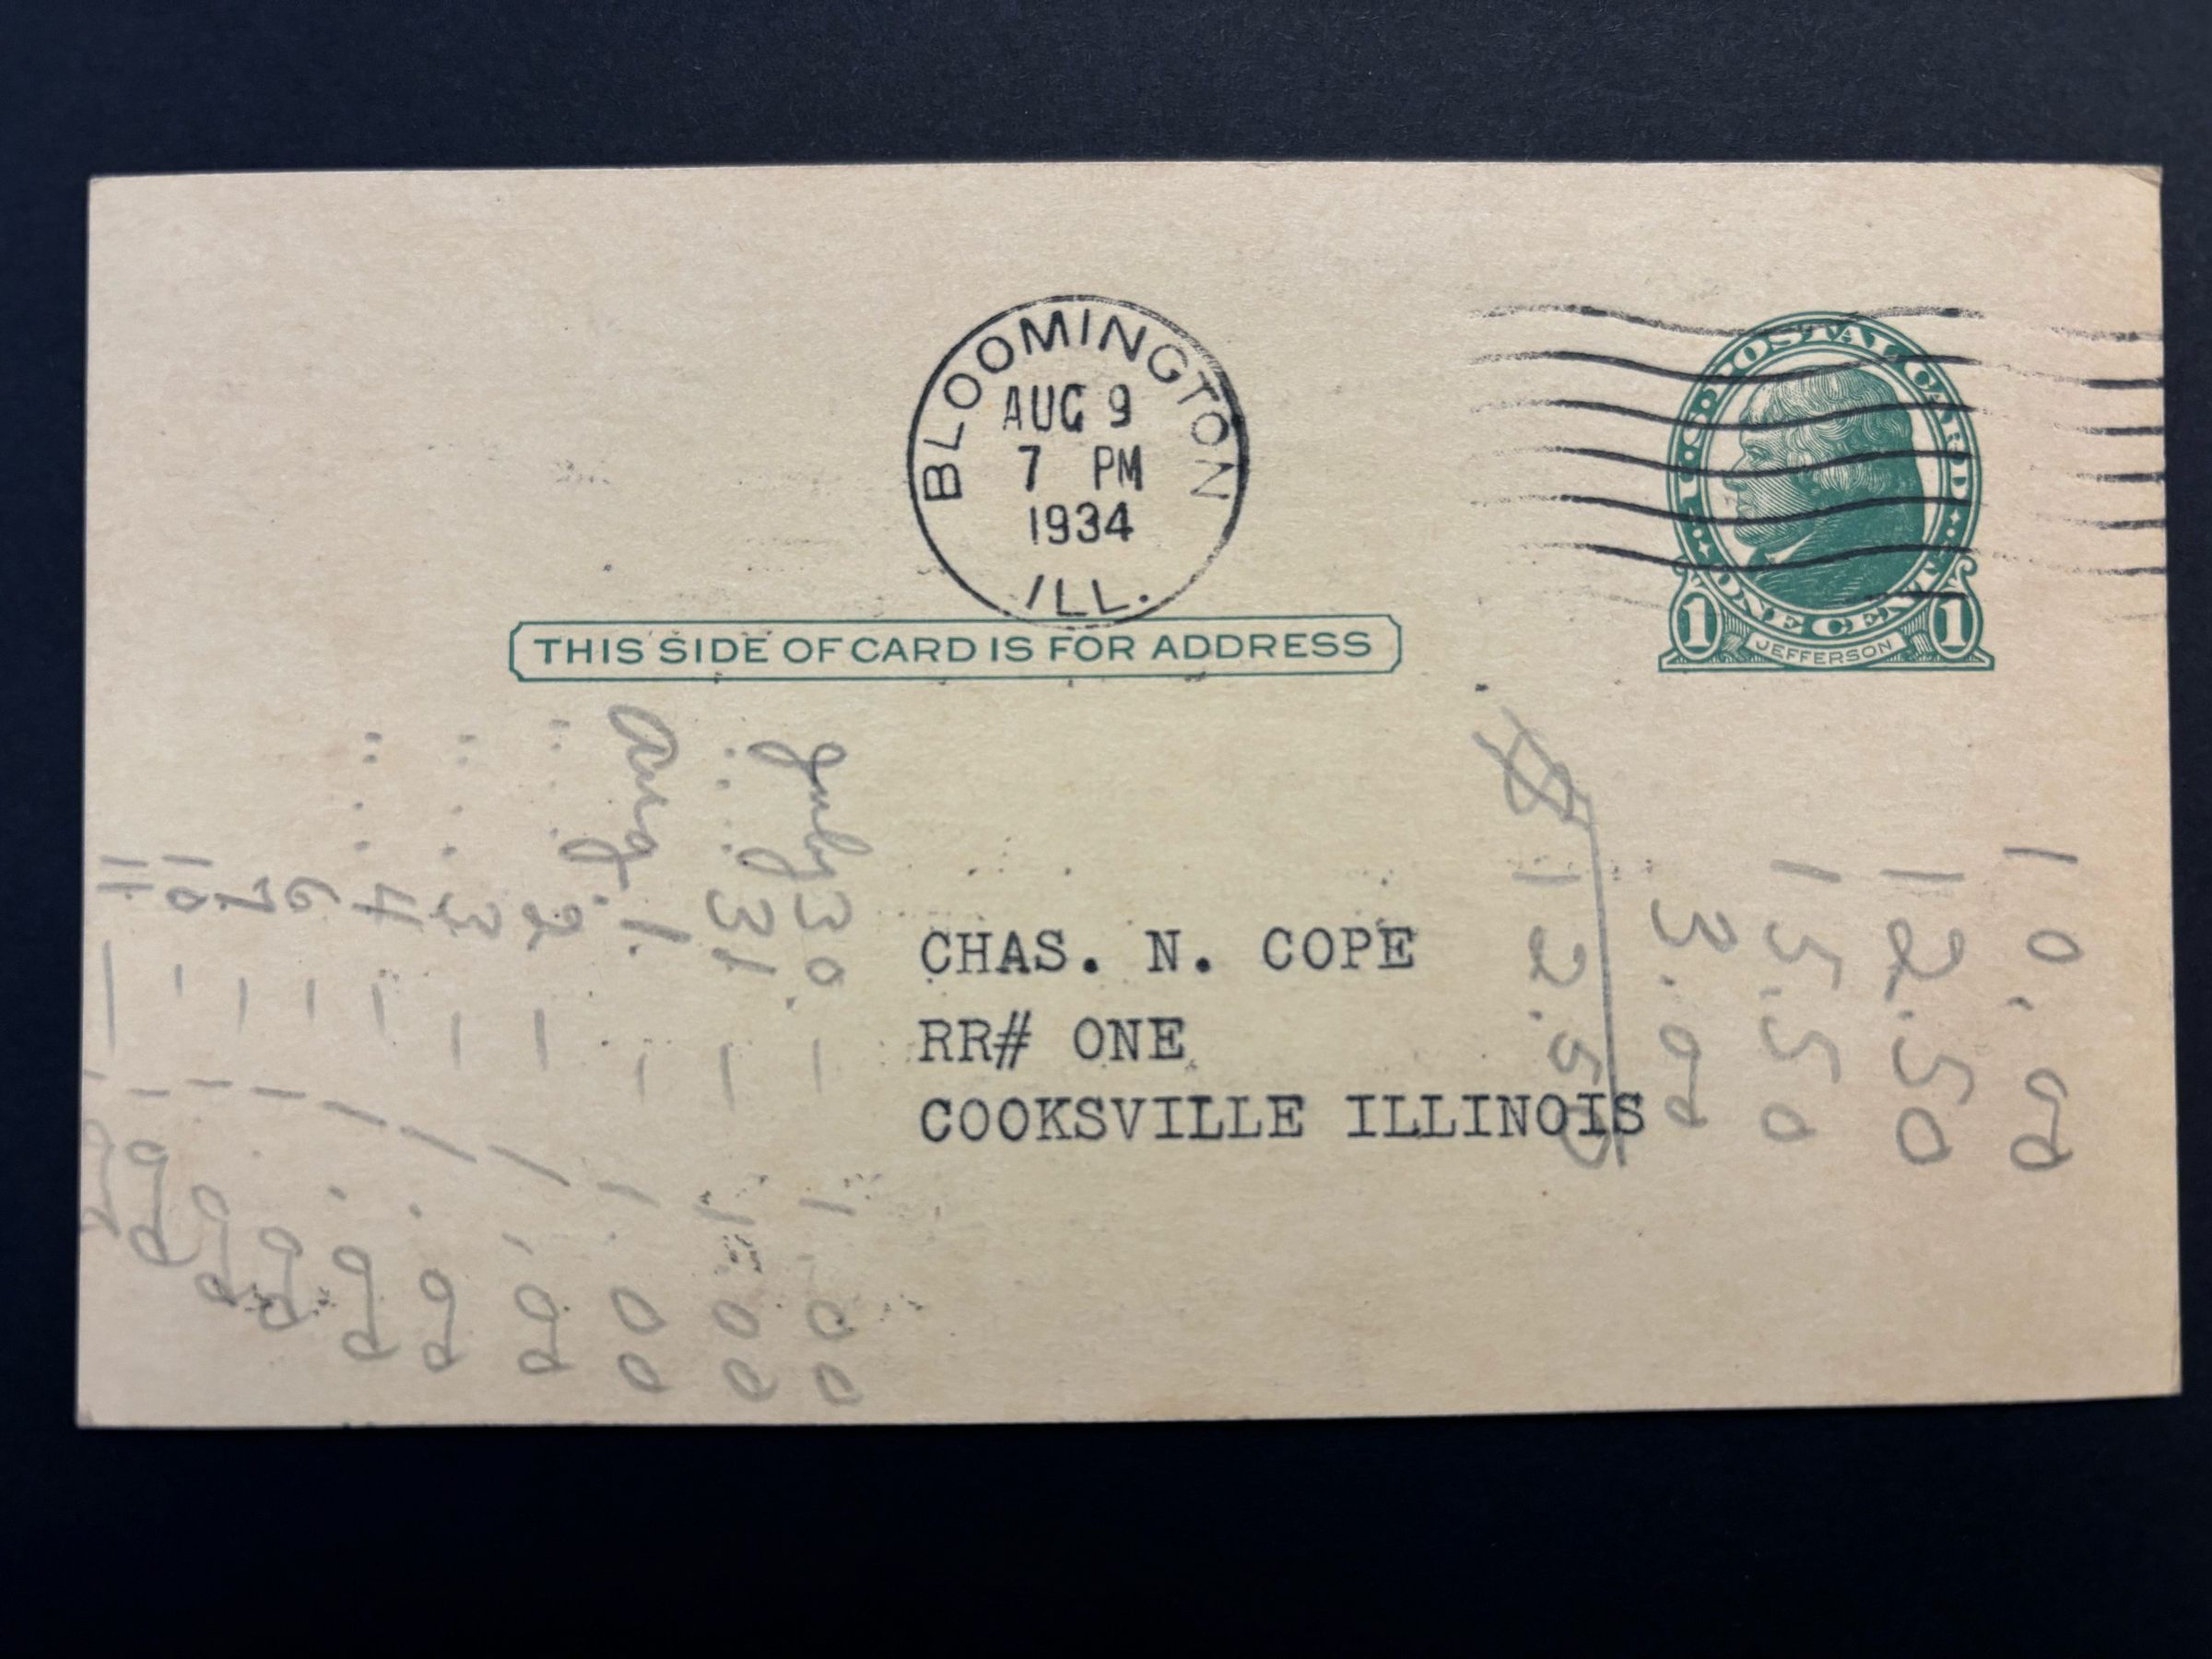 BLOOMINGTON
AUG 9
7 PM
1934
ILL.
U·S·POSTAL CARD
ONE CENT
1 JEFFERSON 1
THIS SIDE OF CARD IS FOR ADDRESS
CHAS. N. COPE
RR# ONE
COOKSVILLE ILLINOIS
10.00
12.50
15.50
3.00
$12.50
July 30. - 1.00
" " 31 - 1.00
Aug. 1. - 1.00
" " 2 - 1.00
" " 3 - 1.00
" " 4 - 1.00
6 - 1.00
7 - 1.00
10 - 1.00
11 - 1.00